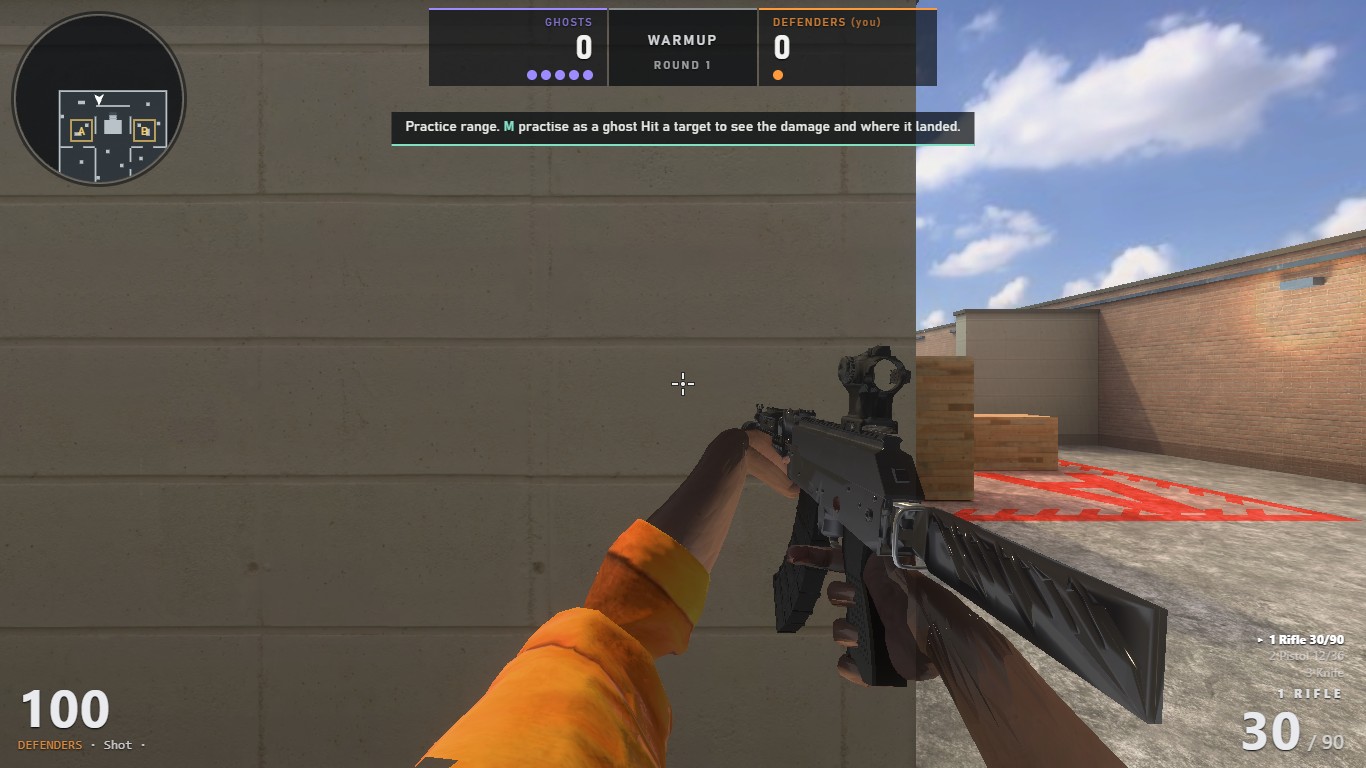 GHOSTS
0
WARMUP
ROUND 1
DEFENDERS (you)
0
Practice range. M practise as a ghost Hit a target to see the damage and where it landed.
A
B
100
DEFENDERS · Shot ·
▸ 1 Rifle 30/90
2 Pistol 12/36
3 Knife
1 RIFLE
30 / 90